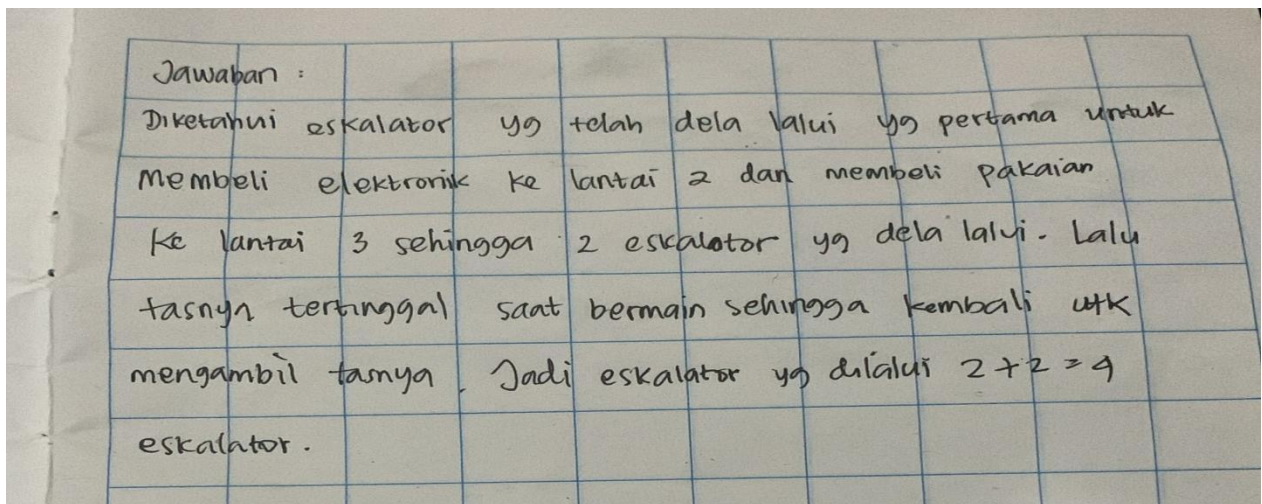 Jawaban :
Diketahui eskalator yg telah dela lalui yg pertama untuk
Membeli elektronik ke lantai 2 dan membeli pakaian
Ke lantai 3 sehingga 2 eskalator yg dela lalui. Lalu
tasnya tertinggal saat bermain sehingga kembali utk
mengambil tasnya. Jadi eskalator yg dilalui 2+2=4
eskalator.